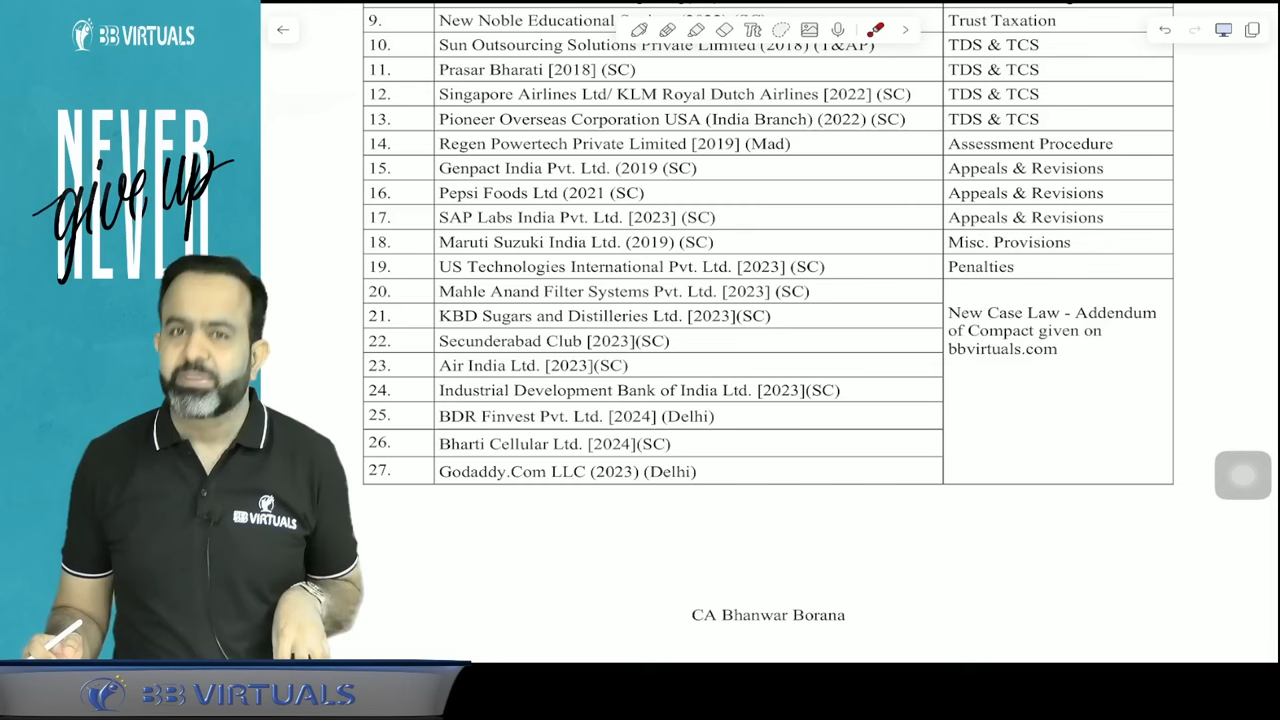 BB VIRTUALS
NEVER
give up
NEVER
9. New Noble Educational (SC) Trust Taxation
10. Sun Outsourcing Solutions Private Limited (2018) (T&AP) TDS & TCS
11. Prasar Bharati [2018] (SC) TDS & TCS
12. Singapore Airlines Ltd/ KLM Royal Dutch Airlines [2022] (SC) TDS & TCS
13. Pioneer Overseas Corporation USA (India Branch) (2022) (SC) TDS & TCS
14. Regen Powertech Private Limited [2019] (Mad) Assessment Procedure
15. Genpact India Pvt. Ltd. (2019 (SC) Appeals & Revisions
16. Pepsi Foods Ltd (2021 (SC) Appeals & Revisions
17. SAP Labs India Pvt. Ltd. [2023] (SC) Appeals & Revisions
18. Maruti Suzuki India Ltd. (2019) (SC) Misc. Provisions
19. US Technologies International Pvt. Ltd. [2023] (SC) Penalties
20. Mahle Anand Filter Systems Pvt. Ltd. [2023] (SC)
21. KBD Sugars and Distilleries Ltd. [2023](SC)
22. Secunderabad Club [2023](SC)
23. Air India Ltd. [2023](SC)
24. Industrial Development Bank of India Ltd. [2023](SC)
25. BDR Finvest Pvt. Ltd. [2024] (Delhi)
26. Bharti Cellular Ltd. [2024](SC)
27. Godaddy.Com LLC (2023) (Delhi)
New Case Law - Addendum
of Compact given on
bbvirtuals.com
CA Bhanwar Borana
BB VIRTUALS
BB VIRTUALS